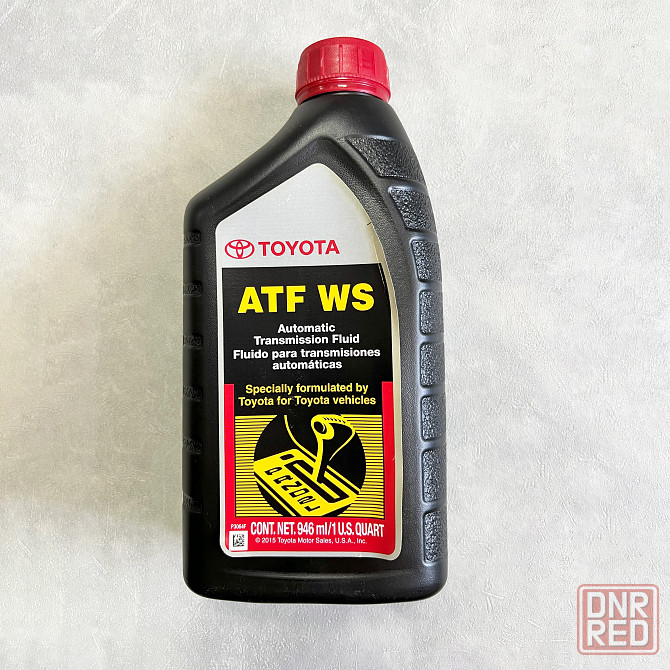 TOYOTA
ATF WS
Automatic
Transmission Fluid
Fluido para transmisiones
automáticas
Specially formulated by
Toyota for Toyota vehicles
P3064F
CONT. NET. 946 ml/1 U.S. QUART
© 2015 Toyota Motor Sales, U.S.A., Inc.
DNR
RED